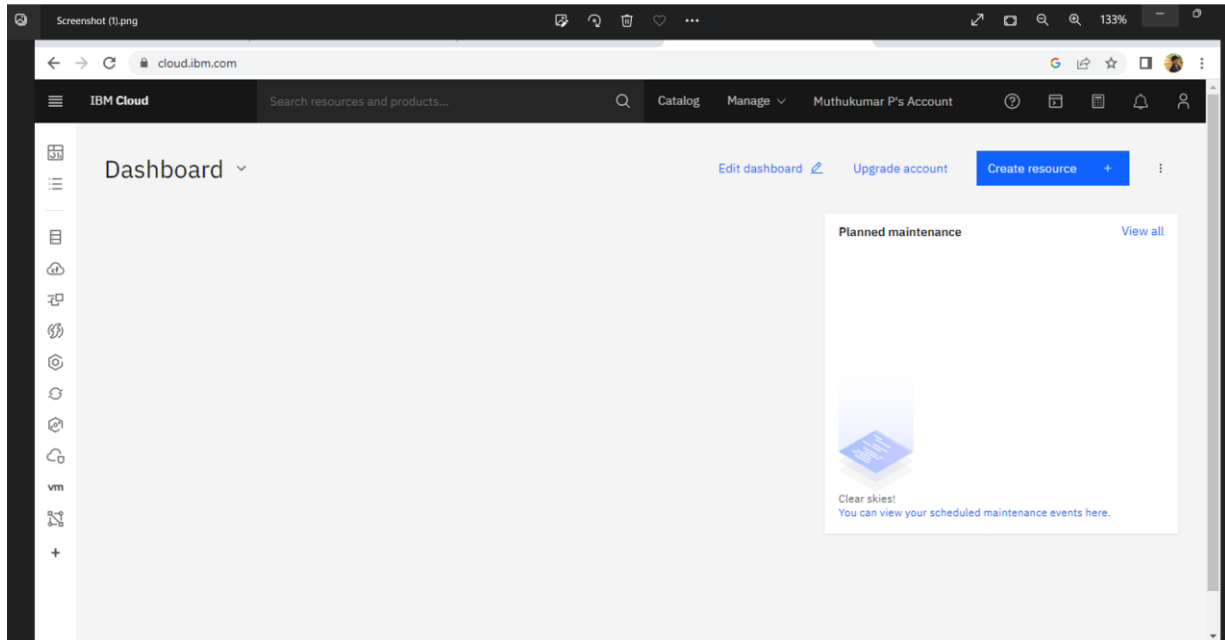 Screenshot (1).png
133%
cloud.ibm.com
IBM Cloud
Search resources and products...
Catalog
Manage
Muthukumar P's Account
Dashboard
Edit dashboard
Upgrade account
Create resource +
Planned maintenance
View all
Clear skies!
You can view your scheduled maintenance events here.
vm